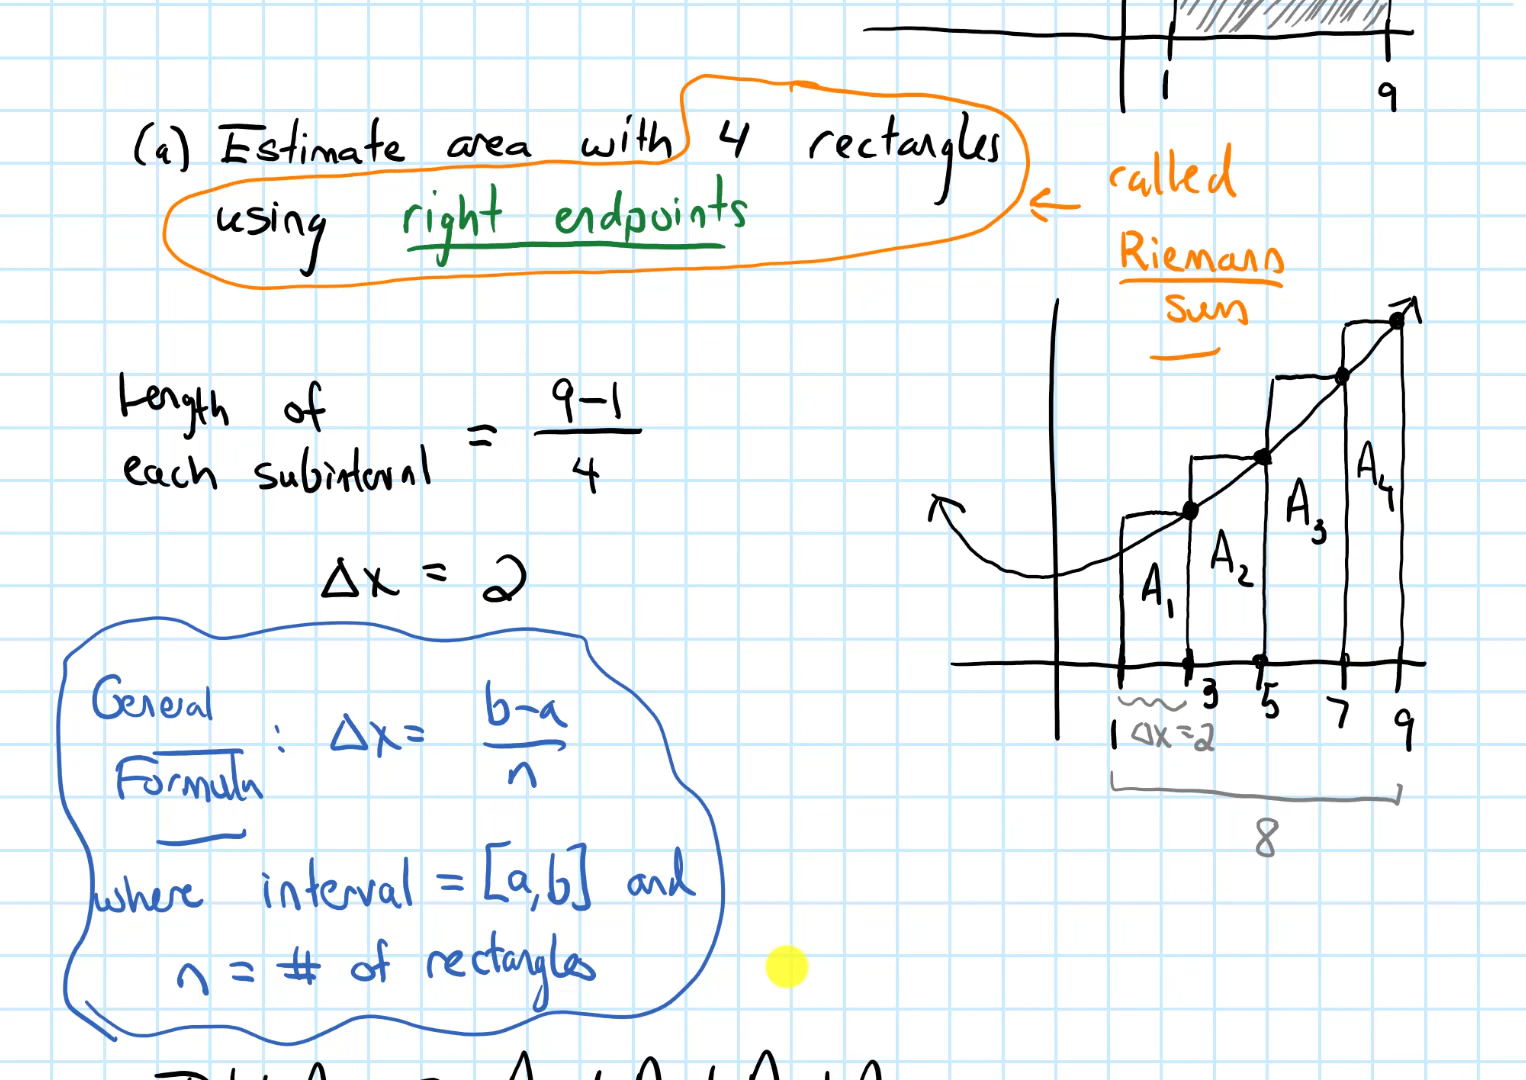 1 9
(a) Estimate area with 4 rectangles
using right endpoints
called
Riemann
sum
Length of
each subinterval = 9-1 / 4
Δx = 2
General
Formula : Δx = b-a / n
where interval = [a,b] and
n = # of rectangles
A₁ A₂ A₃ A₄
1 3 5 7 9
Δx=2
8